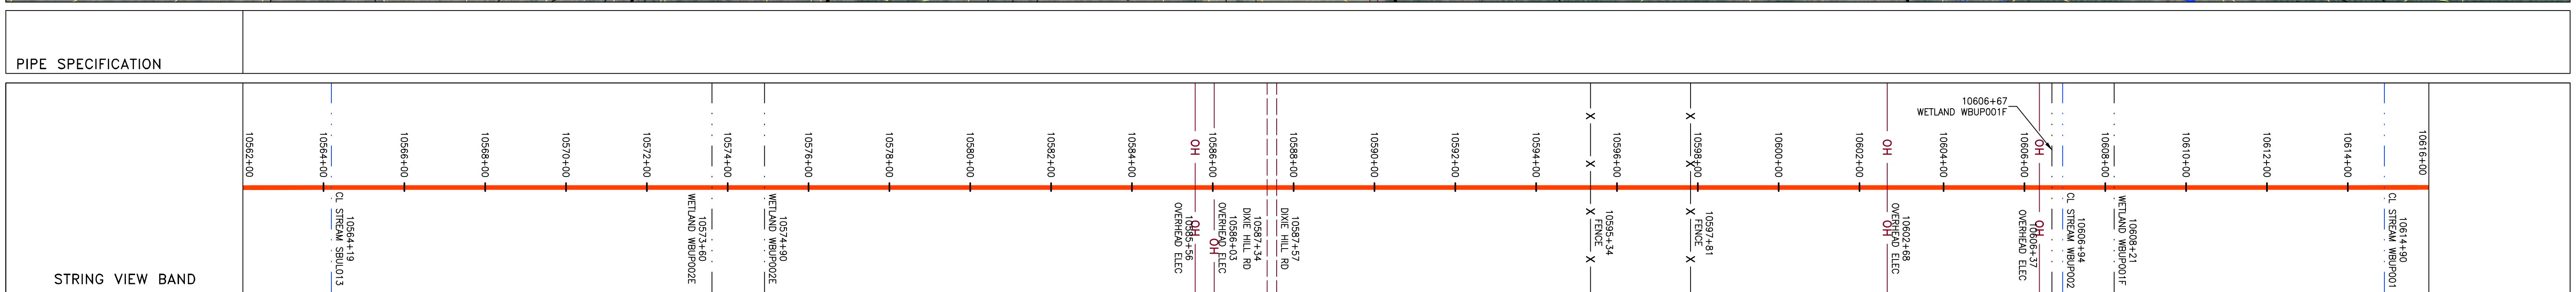 PIPE SPECIFICATION
STRING VIEW BAND
10562+00
10564+00
10566+00
10568+00
10570+00
10572+00
10574+00
10576+00
10578+00
10580+00
10582+00
10584+00
10586+00
10588+00
10590+00
10592+00
10594+00
10596+00
10598+00
10600+00
10602+00
10604+00
10606+00
10608+00
10610+00
10612+00
10614+00
10616+00
10564+19
CL STREAM SBUL013
10573+60
WETLAND WBUP002E
10574+90
WETLAND WBUP002E
OH
OH
10585+56
OVERHEAD ELEC
OH
10586+03
OVERHEAD ELEC
10587+34
DIXIE HILL RD
10587+57
DIXIE HILL RD
X
X
X
X
10595+34
FENCE
X
X
X
X
10597+81
FENCE
OH
OH
10602+68
OVERHEAD ELEC
OH
OH
10606+37
OVERHEAD ELEC
10606+67
WETLAND WBUP001F
10606+94
CL STREAM WBUP002
10608+21
WETLAND WBUP001F
10614+90
CL STREAM WBUP001